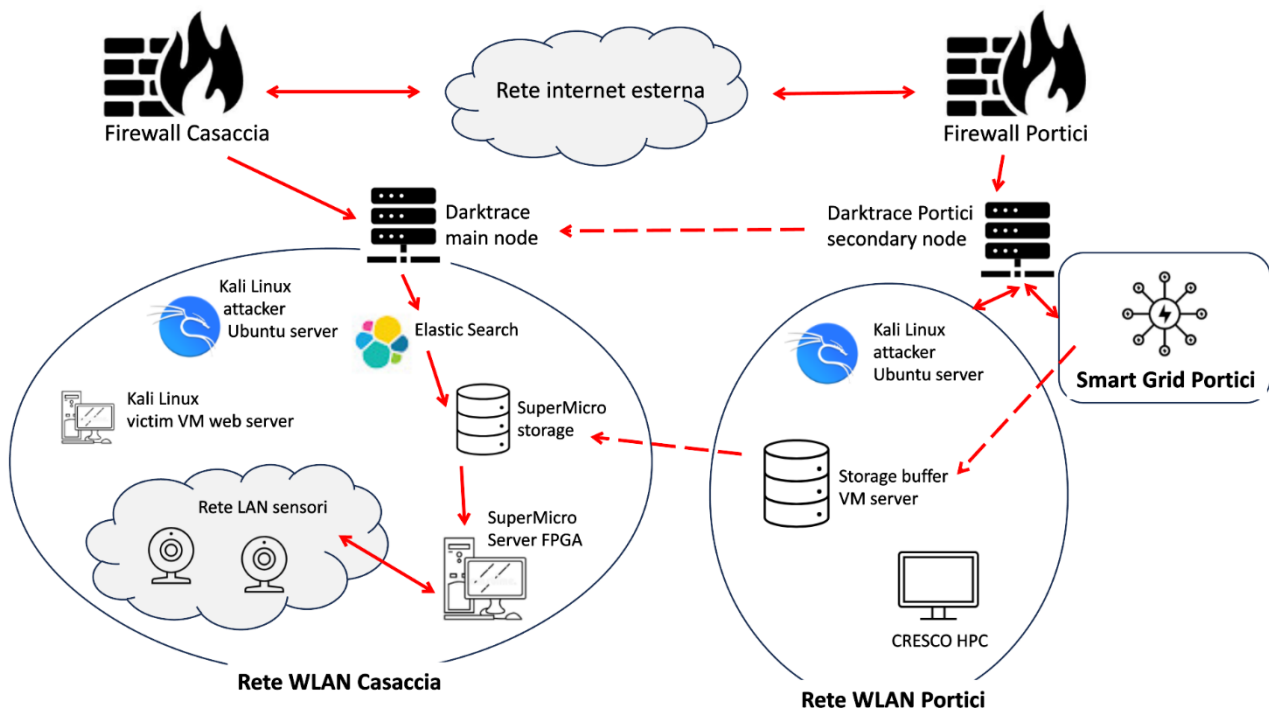 Rete internet esterna
Firewall Casaccia
Firewall Portici
Darktrace
main node
Darktrace Portici
secondary node
Kali Linux
attacker
Ubuntu server
Elastic Search
Kali Linux
attacker
Ubuntu server
Smart Grid Portici
Kali Linux
victim VM web server
SuperMicro
storage
Storage buffer
VM server
Rete LAN sensori
SuperMicro
Server FPGA
CRESCO HPC
Rete WLAN Casaccia
Rete WLAN Portici